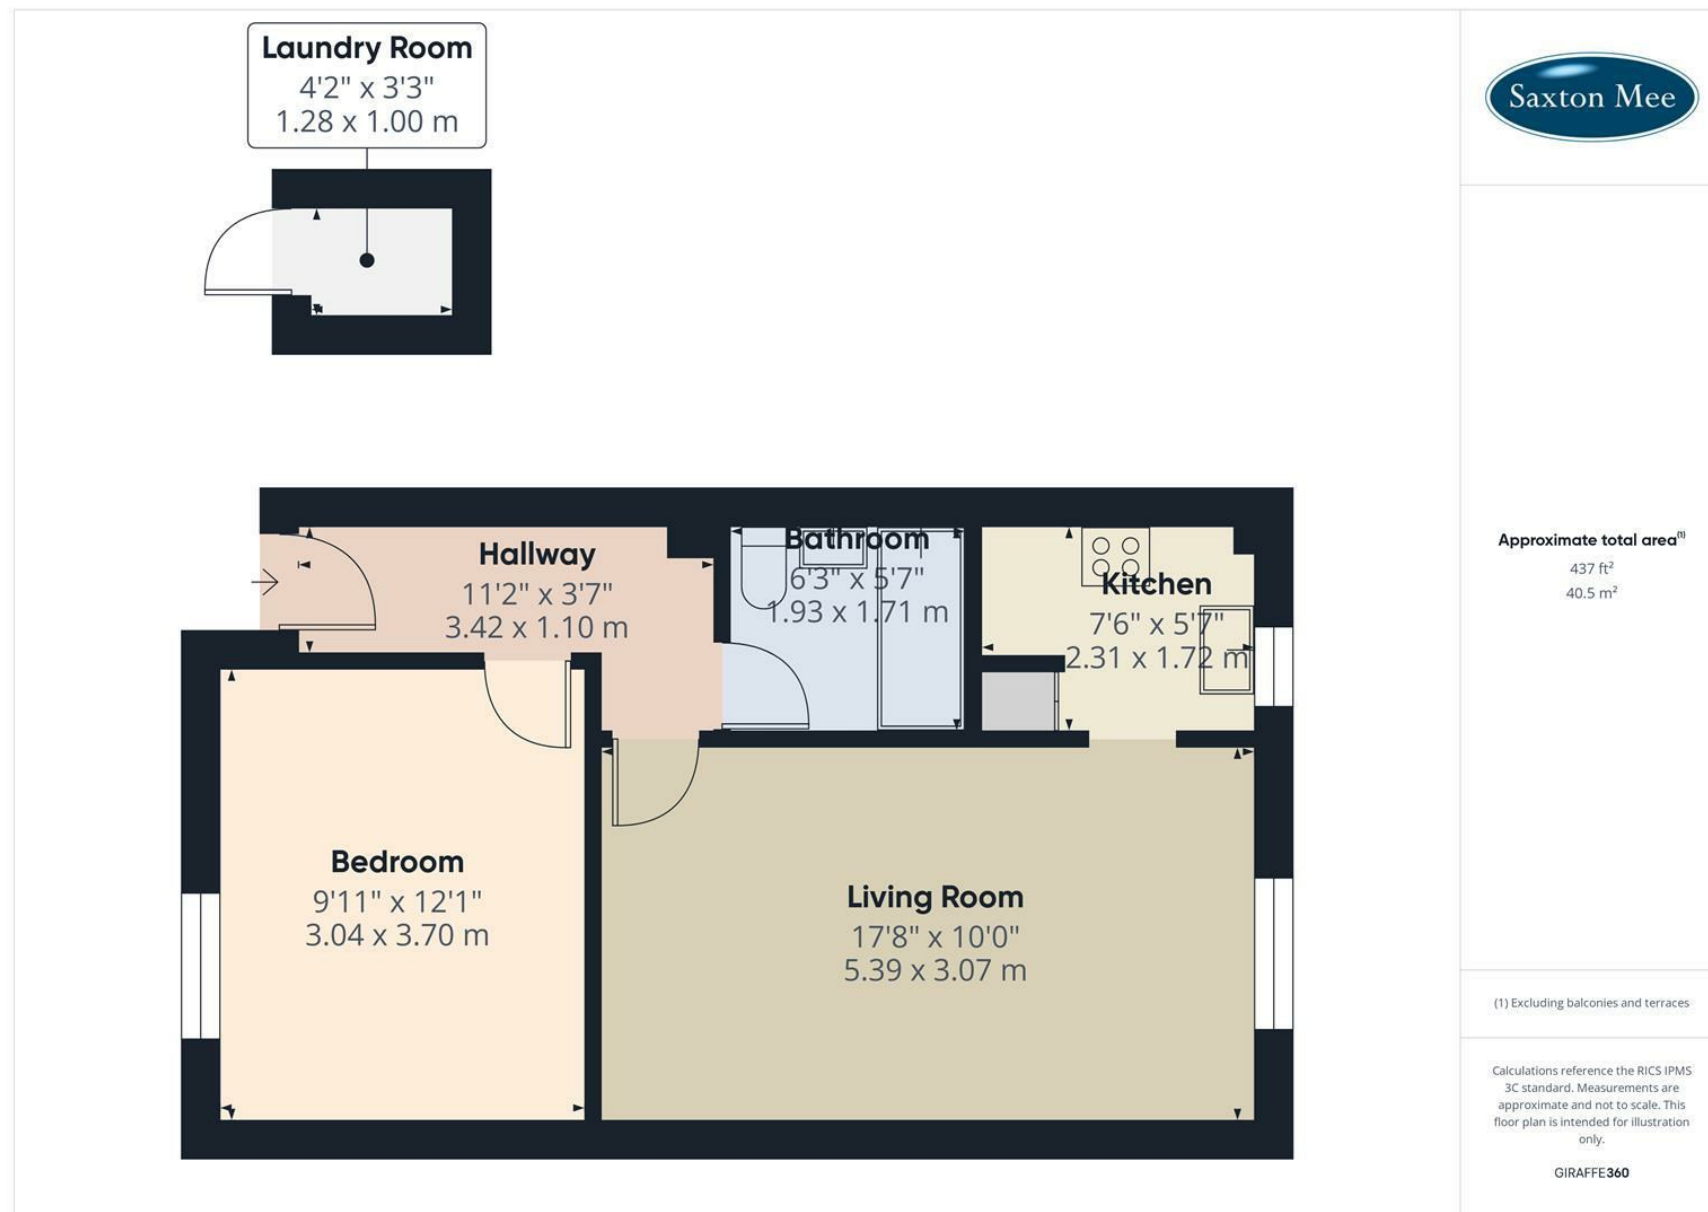 Laundry Room
4'2" x 3'3"
1.28 x 1.00 m
Saxton Mee
Hallway
11'2" x 3'7"
3.42 x 1.10 m
Bathroom
6'3" x 5'7"
1.93 x 1.71 m
Kitchen
7'6" x 5'7"
2.31 x 1.72 m
Bedroom
9'11" x 12'1"
3.04 x 3.70 m
Living Room
17'8" x 10'0"
5.39 x 3.07 m
Approximate total area⁽¹⁾
437 ft²
40.5 m²
(1) Excluding balconies and terraces
Calculations reference the RICS IPMS
3C standard. Measurements are
approximate and not to scale. This
floor plan is intended for illustration
only.
GIRAFFE360